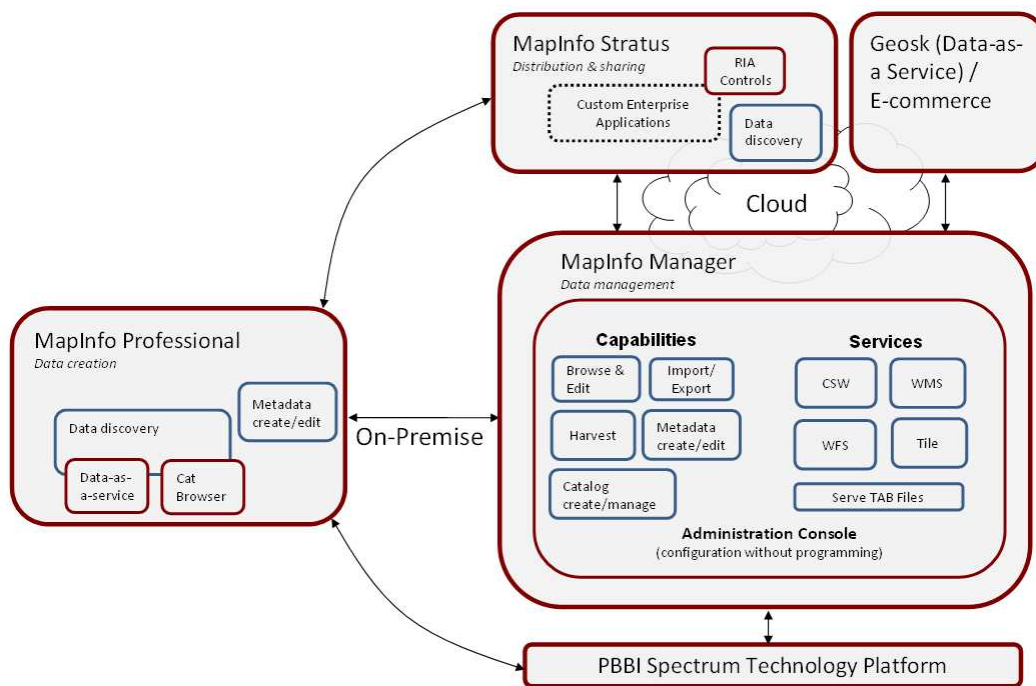 MapInfo Stratus
Distribution & sharing
RIA
Controls
Custom Enterprise
Applications
Data
discovery
Geosk (Data-as-
a Service) /
E-commerce
Cloud
MapInfo Manager
Data management
Capabilities
Browse &
Edit
Import/
Export
Harvest
Metadata
create/edit
Catalog
create/manage
Services
CSW
WMS
WFS
Tile
Serve TAB Files
Administration Console
(configuration without programming)
MapInfo Professional
Data creation
Metadata
create/edit
Data discovery
Data-as-
a-service
Cat
Browser
On-Premise
PBBI Spectrum Technology Platform